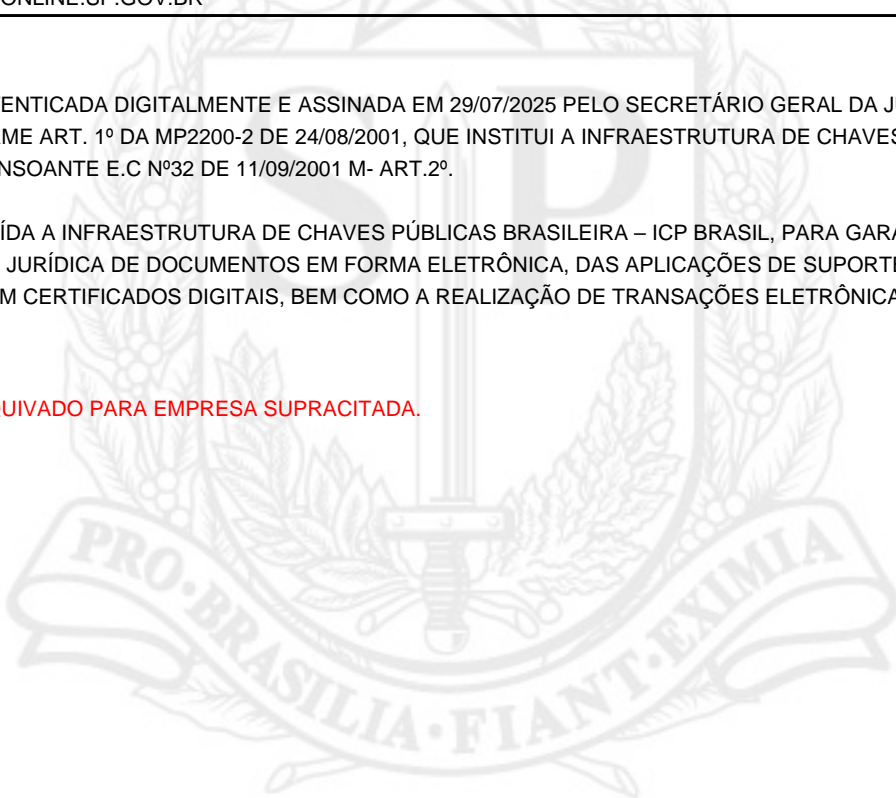 ONLINE.SP.GOV.BR
ENTICADA DIGITALMENTE E ASSINADA EM 29/07/2025 PELO SECRETÁRIO GERAL DA J
ME ART. 1º DA MP2200-2 DE 24/08/2001, QUE INSTITUI A INFRAESTRUTURA DE CHAVES
NSOANTE E.C Nº32 DE 11/09/2001 M- ART.2º.
ÍDA A INFRAESTRUTURA DE CHAVES PÚBLICAS BRASILEIRA – ICP BRASIL, PARA GARA
JURÍDICA DE DOCUMENTOS EM FORMA ELETRÔNICA, DAS APLICAÇÕES DE SUPORTE
M CERTIFICADOS DIGITAIS, BEM COMO A REALIZAÇÃO DE TRANSAÇÕES ELETRÔNICA
UIVADO PARA EMPRESA SUPRACITADA.
SP
PRO·BRASILIA·FIANT·EXIMIA